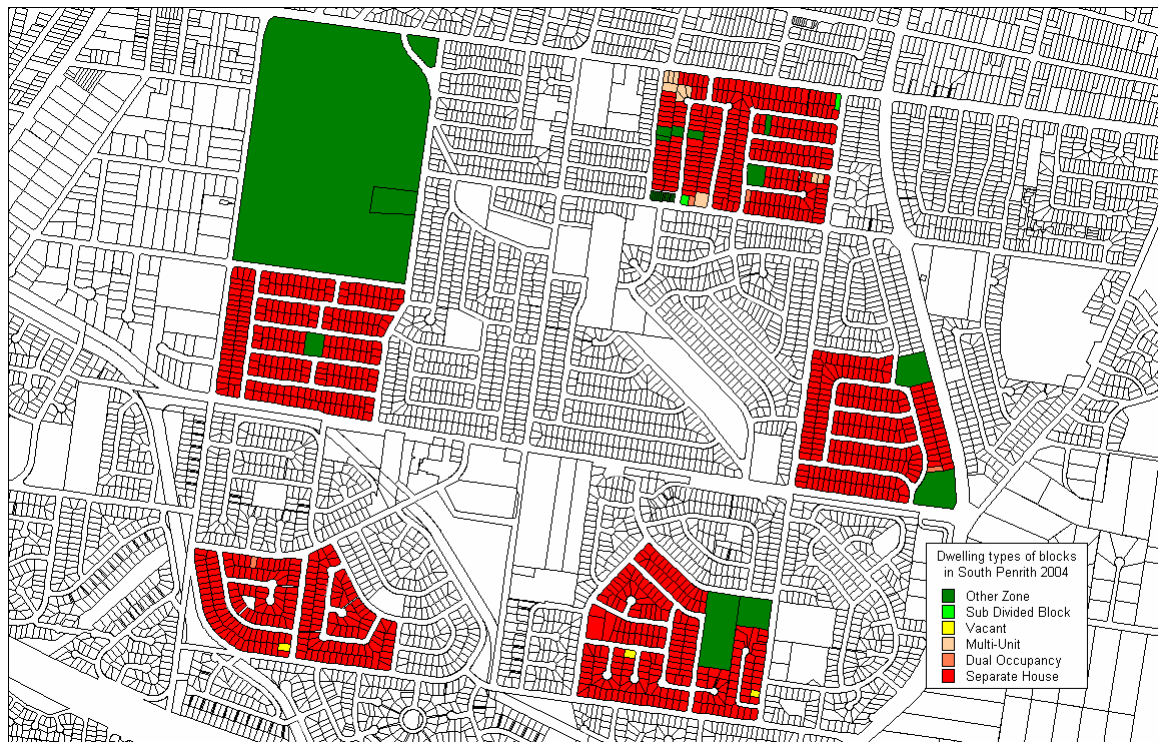 Dwelling types of blocks
in South Penrith 2004
Other Zone
Sub Divided Block
Vacant
Multi-Unit
Dual Occupancy
Separate House